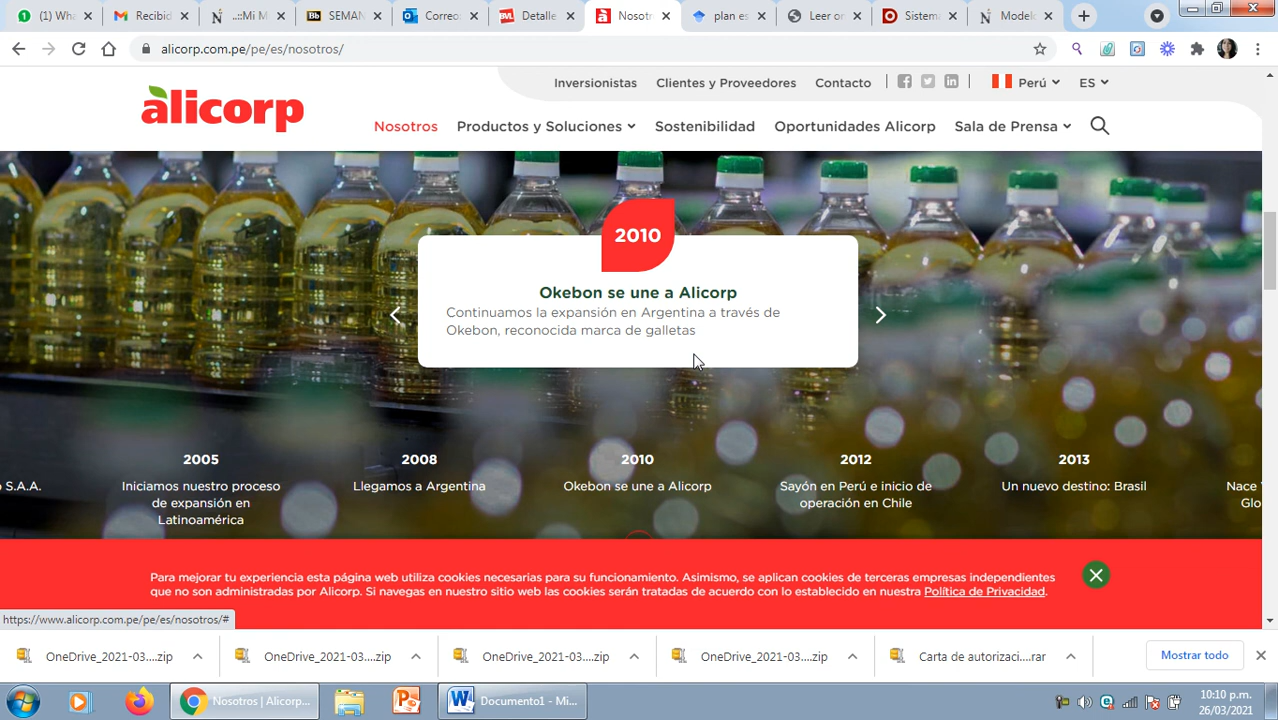 (1) Wha
Recibid
..::Mi M
SEMAN
Correo
Detalle
Nosotr
plan es
Leer on
Sistema
Modelo
alicorp.com.pe/pe/es/nosotros/
Inversionistas Clientes y Proveedores Contacto Perú ES
alicorp
Nosotros Productos y Soluciones Sostenibilidad Oportunidades Alicorp Sala de Prensa
2010
Okebon se une a Alicorp
Continuamos la expansión en Argentina a través de
Okebon, reconocida marca de galletas
2005 2008 2010 2012 2013
S.A.A.
Iniciamos nuestro proceso
de expansión en
Latinoamérica
Llegamos a Argentina
Okebon se une a Alicorp
Sayón en Perú e inicio de
operación en Chile
Un nuevo destino: Brasil
Nace
Glo
Para mejorar tu experiencia esta página web utiliza cookies necesarias para su funcionamiento. Asimismo, se aplican cookies de terceras empresas independientes
que no son administradas por Alicorp. Si navegas en nuestro sitio web las cookies serán tratadas de acuerdo con lo establecido en nuestra Política de Privacidad.
https://www.alicorp.com.pe/pe/es/nosotros/#
OneDrive_2021-03....zip OneDrive_2021-03....zip OneDrive_2021-03....zip OneDrive_2021-03....zip Carta de autorizaci....rar Mostrar todo
Nosotros | Alicorp... Documento1 - Mi...
10:10 p.m.
26/03/2021